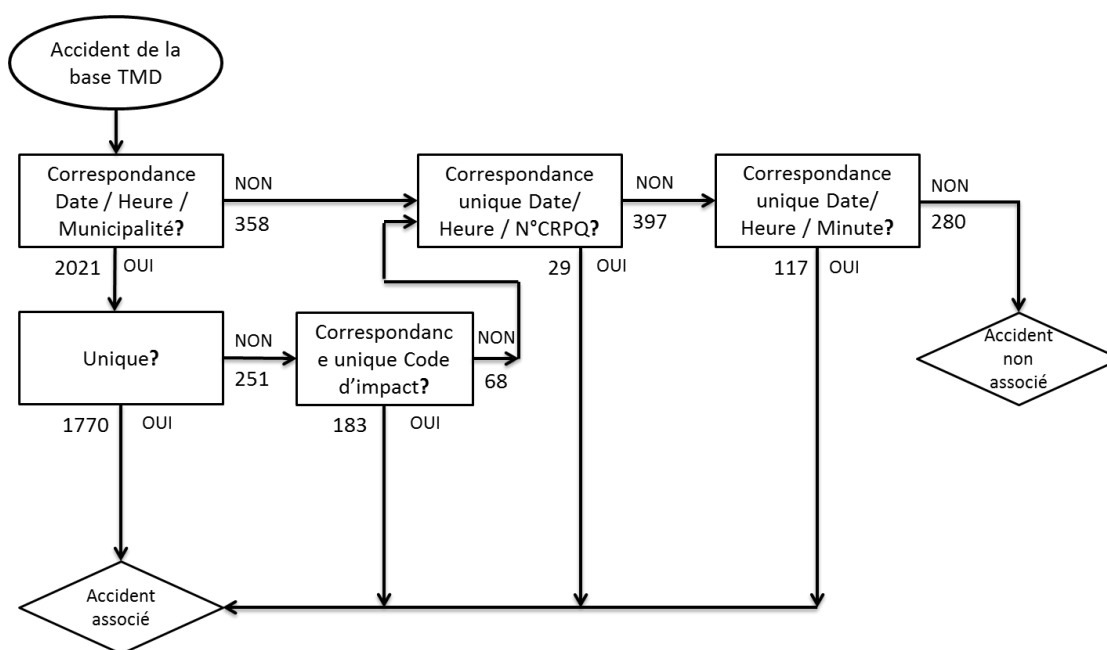 Accident de la
base TMD
Correspondance
Date / Heure /
Municipalité?
NON
358
Correspondance
unique Date/
Heure / N°CRPQ?
NON
397
Correspondance
unique Date/
Heure / Minute?
NON
280
2021 OUI
29 OUI
117 OUI
Unique?
NON
251
Correspondanc
e unique Code
d'impact?
NON
68
Accident
non
associé
1770 OUI
183 OUI
Accident
associé